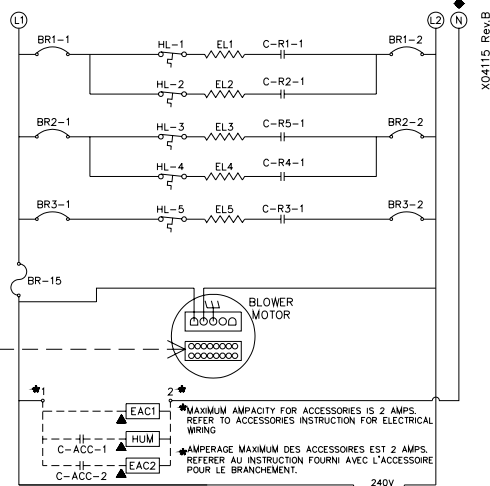 L1
L2
N
X04115 Rev.B
BR1-1
HL-1
EL1
C-R1-1
BR1-2
HL-2
EL2
C-R2-1
BR2-1
HL-3
EL3
C-R5-1
BR2-2
HL-4
EL4
C-R4-1
BR3-1
HL-5
EL5
C-R3-1
BR3-2
BR-15
BLOWER
MOTOR
1
2
EAC1
C-ACC-1
HUM
C-ACC-2
EAC2
MAXIMUM AMPACITY FOR ACCESSORIES IS 2 AMPS.
REFER TO ACCESSORIES INSTRUCTION FOR ELECTRICAL
WIRING
AMPERAGE MAXIMUM DES ACCESSOIRES EST 2 AMPS.
REFERER AU INSTRUCTION FOURNI AVEC L'ACCESSOIRE
POUR LE BRANCHEMENT.
240V